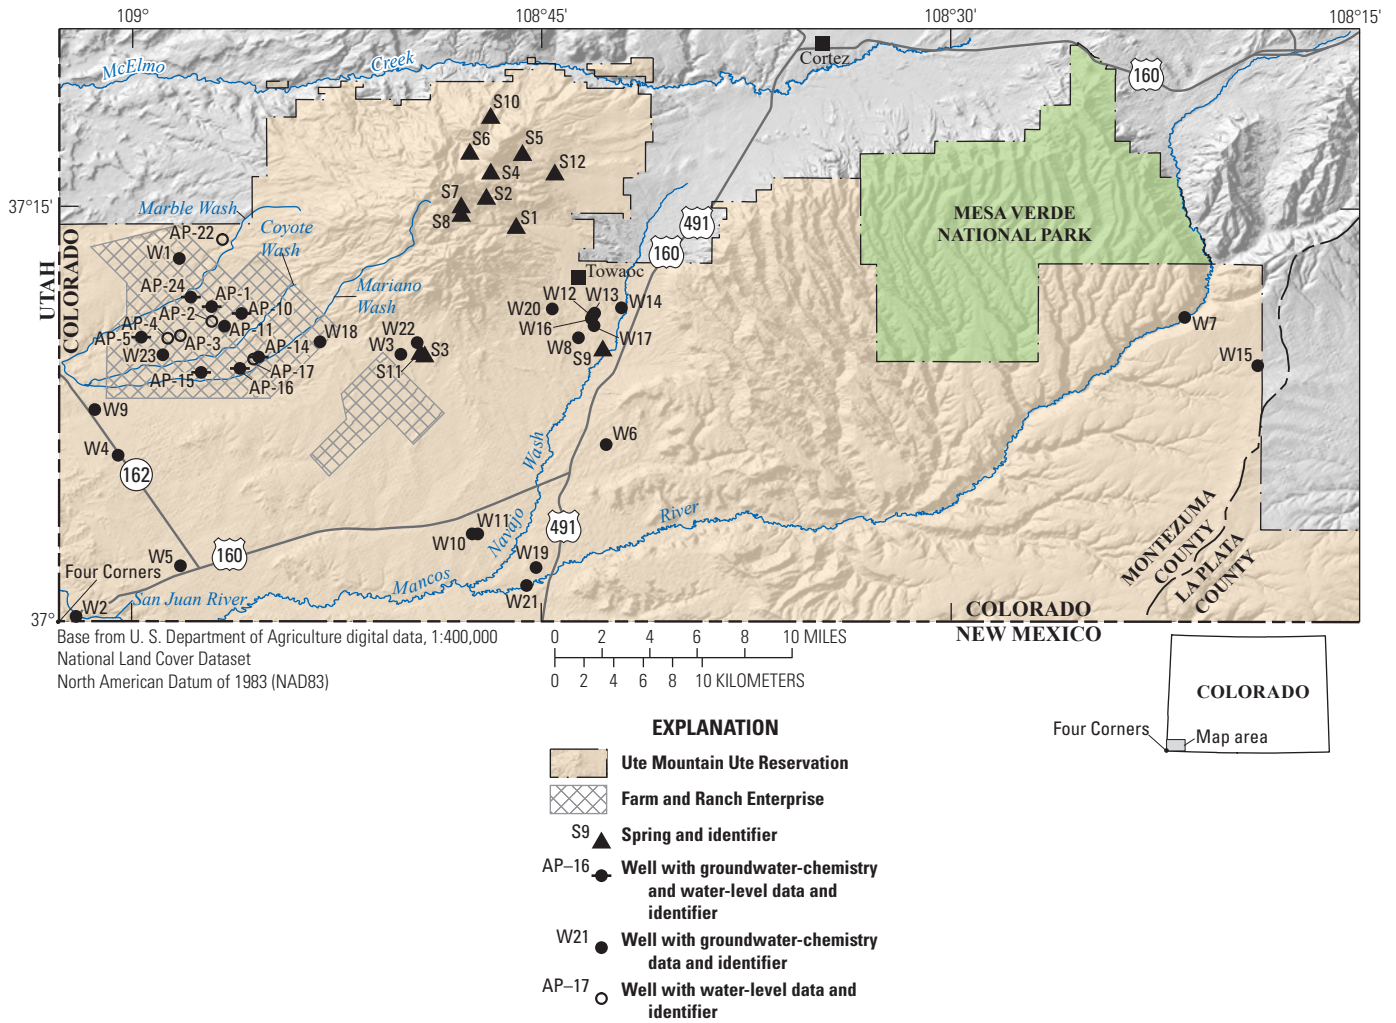 109°
108°45'
108°30'
108°15'
McElmo
Creek
Cortez
160
S10
S6
S5
S4
S12
S2
S7
S8
S1
37°15'
Marble Wash
AP-22
Coyote
Wash
W1
MESA VERDE
NATIONAL PARK
491
160
Towaoc
UTAH
COLORADO
AP-24
AP-1
AP-2
AP-10
AP-4
AP-11
AP-5
AP-3
W23
AP-14
AP-15
AP-17
AP-16
Mariano
Wash
W18
W22
W3
S3
S11
W12
W13
W14
W20
W16
W17
W8
S9
W7
W15
W9
W4
162
W6
Navajo
Wash
W11
W10
491
River
Mancos
W19
W21
W5
160
Four Corners
San Juan River
W2
MONTEZUMA
COUNTY
LA PLATA
COUNTY
COLORADO
NEW MEXICO
37°
Base from U. S. Department of Agriculture digital data, 1:400,000
National Land Cover Dataset
North American Datum of 1983 (NAD83)
0 2 4 6 8 10 MILES
0 2 4 6 8 10 KILOMETERS
COLORADO
Four Corners
Map area
EXPLANATION
Ute Mountain Ute Reservation
Farm and Ranch Enterprise
S9 Spring and identifier
AP–16 Well with groundwater-chemistry
and water-level data and
identifier
W21 Well with groundwater-chemistry
data and identifier
AP–17 Well with water-level data and
identifier